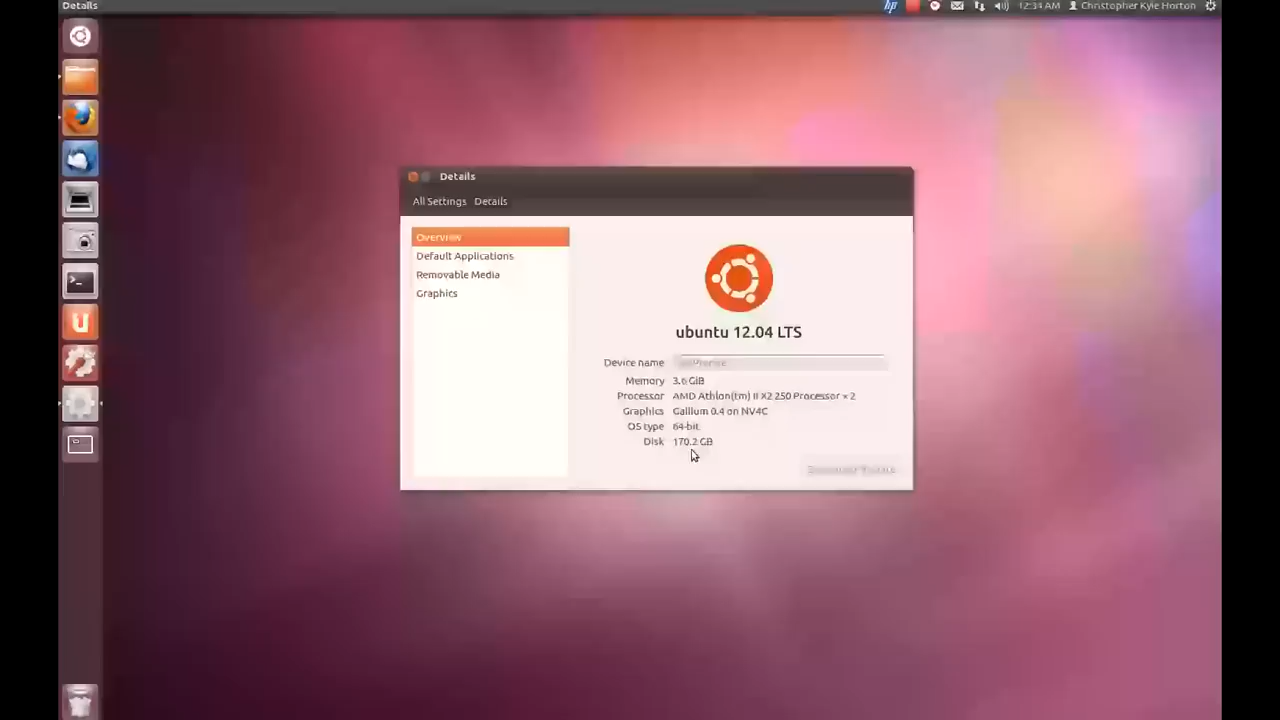 Details
hp
12:34 AM
Christopher Kyle Horton
Details
All Settings Details
Overview
Default Applications
Removable Media
Graphics
ubuntu 12.04 LTS
Device name
Memory 3.6 GiB
Processor AMD Athlon(tm) II X2 250 Processor × 2
Graphics Gallium 0.4 on NV4C
OS type 64-bit
Disk 170.2 GB